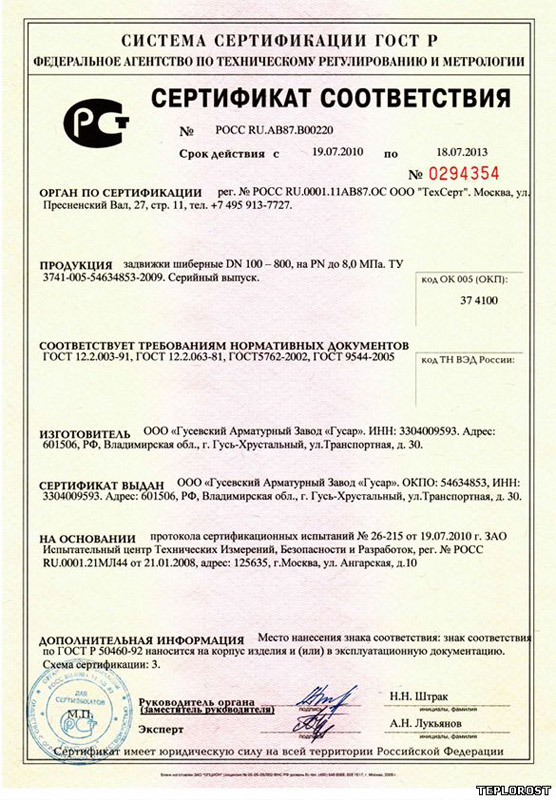 СИСТЕМА СЕРТИФИКАЦИИ ГОСТ Р
ФЕДЕРАЛЬНОЕ АГЕНТСТВО ПО ТЕХНИЧЕСКОМУ РЕГУЛИРОВАНИЮ И МЕТРОЛОГИИ
СЕРТИФИКАТ СООТВЕТСТВИЯ
№ РОСС RU.АВ87.В00220
Срок действия с 19.07.2010 по 18.07.2013
№ 0294354
ОРГАН ПО СЕРТИФИКАЦИИ рег. № РОСС RU.0001.11АВ87.ОС ООО "ТехСерт". Москва, ул.
Пресненский Вал, 27, стр. 11, тел. +7 495 913-7727.
ПРОДУКЦИЯ задвижки шиберные DN 100 – 800, на PN до 8,0 МПа. ТУ
3741-005-54634853-2009. Серийный выпуск.
код ОК 005 (ОКП):
37 4100
СООТВЕТСТВУЕТ ТРЕБОВАНИЯМ НОРМАТИВНЫХ ДОКУМЕНТОВ
ГОСТ 12.2.003-91, ГОСТ 12.2.063-81, ГОСТ5762-2002, ГОСТ 9544-2005
код ТН ВЭД России:
ИЗГОТОВИТЕЛЬ ООО «Гусевский Арматурный Завод «Гусар». ИНН: 3304009593. Адрес:
601506, РФ, Владимирская обл., г. Гусь-Хрустальный, ул.Транспортная, д. 30.
СЕРТИФИКАТ ВЫДАН ООО «Гусевский Арматурный Завод «Гусар». ОКПО: 54634853, ИНН:
3304009593. Адрес: 601506, РФ, Владимирская обл., г. Гусь-Хрустальный, ул.Транспортная, д. 30.
НА ОСНОВАНИИ протокола сертификационных испытаний № 26-215 от 19.07.2010 г. ЗАО
Испытательный центр Технических Измерений, Безопасности и Разработок, рег. № РОСС
RU.0001.21МЛ44 от 21.01.2008, адрес: 125635, г.Москва, ул. Ангарская, д.10
ДОПОЛНИТЕЛЬНАЯ ИНФОРМАЦИЯ Место нанесения знака соответствия: знак соответствия
по ГОСТ Р 50460-92 наносится на корпус изделия и (или) в эксплуатационную документацию.
Схема сертификации: 3.
ДЛЯ
СЕРТИФИКАТОВ
М.П.
Руководитель органа
(заместитель руководителя)
подпись
Н.Н. Штрак
инициалы, фамилия
Эксперт
подпись
А.Н. Лукьянов
инициалы, фамилия
Сертификат имеет юридическую силу на всей территории Российской Федерации
TEPLOROST